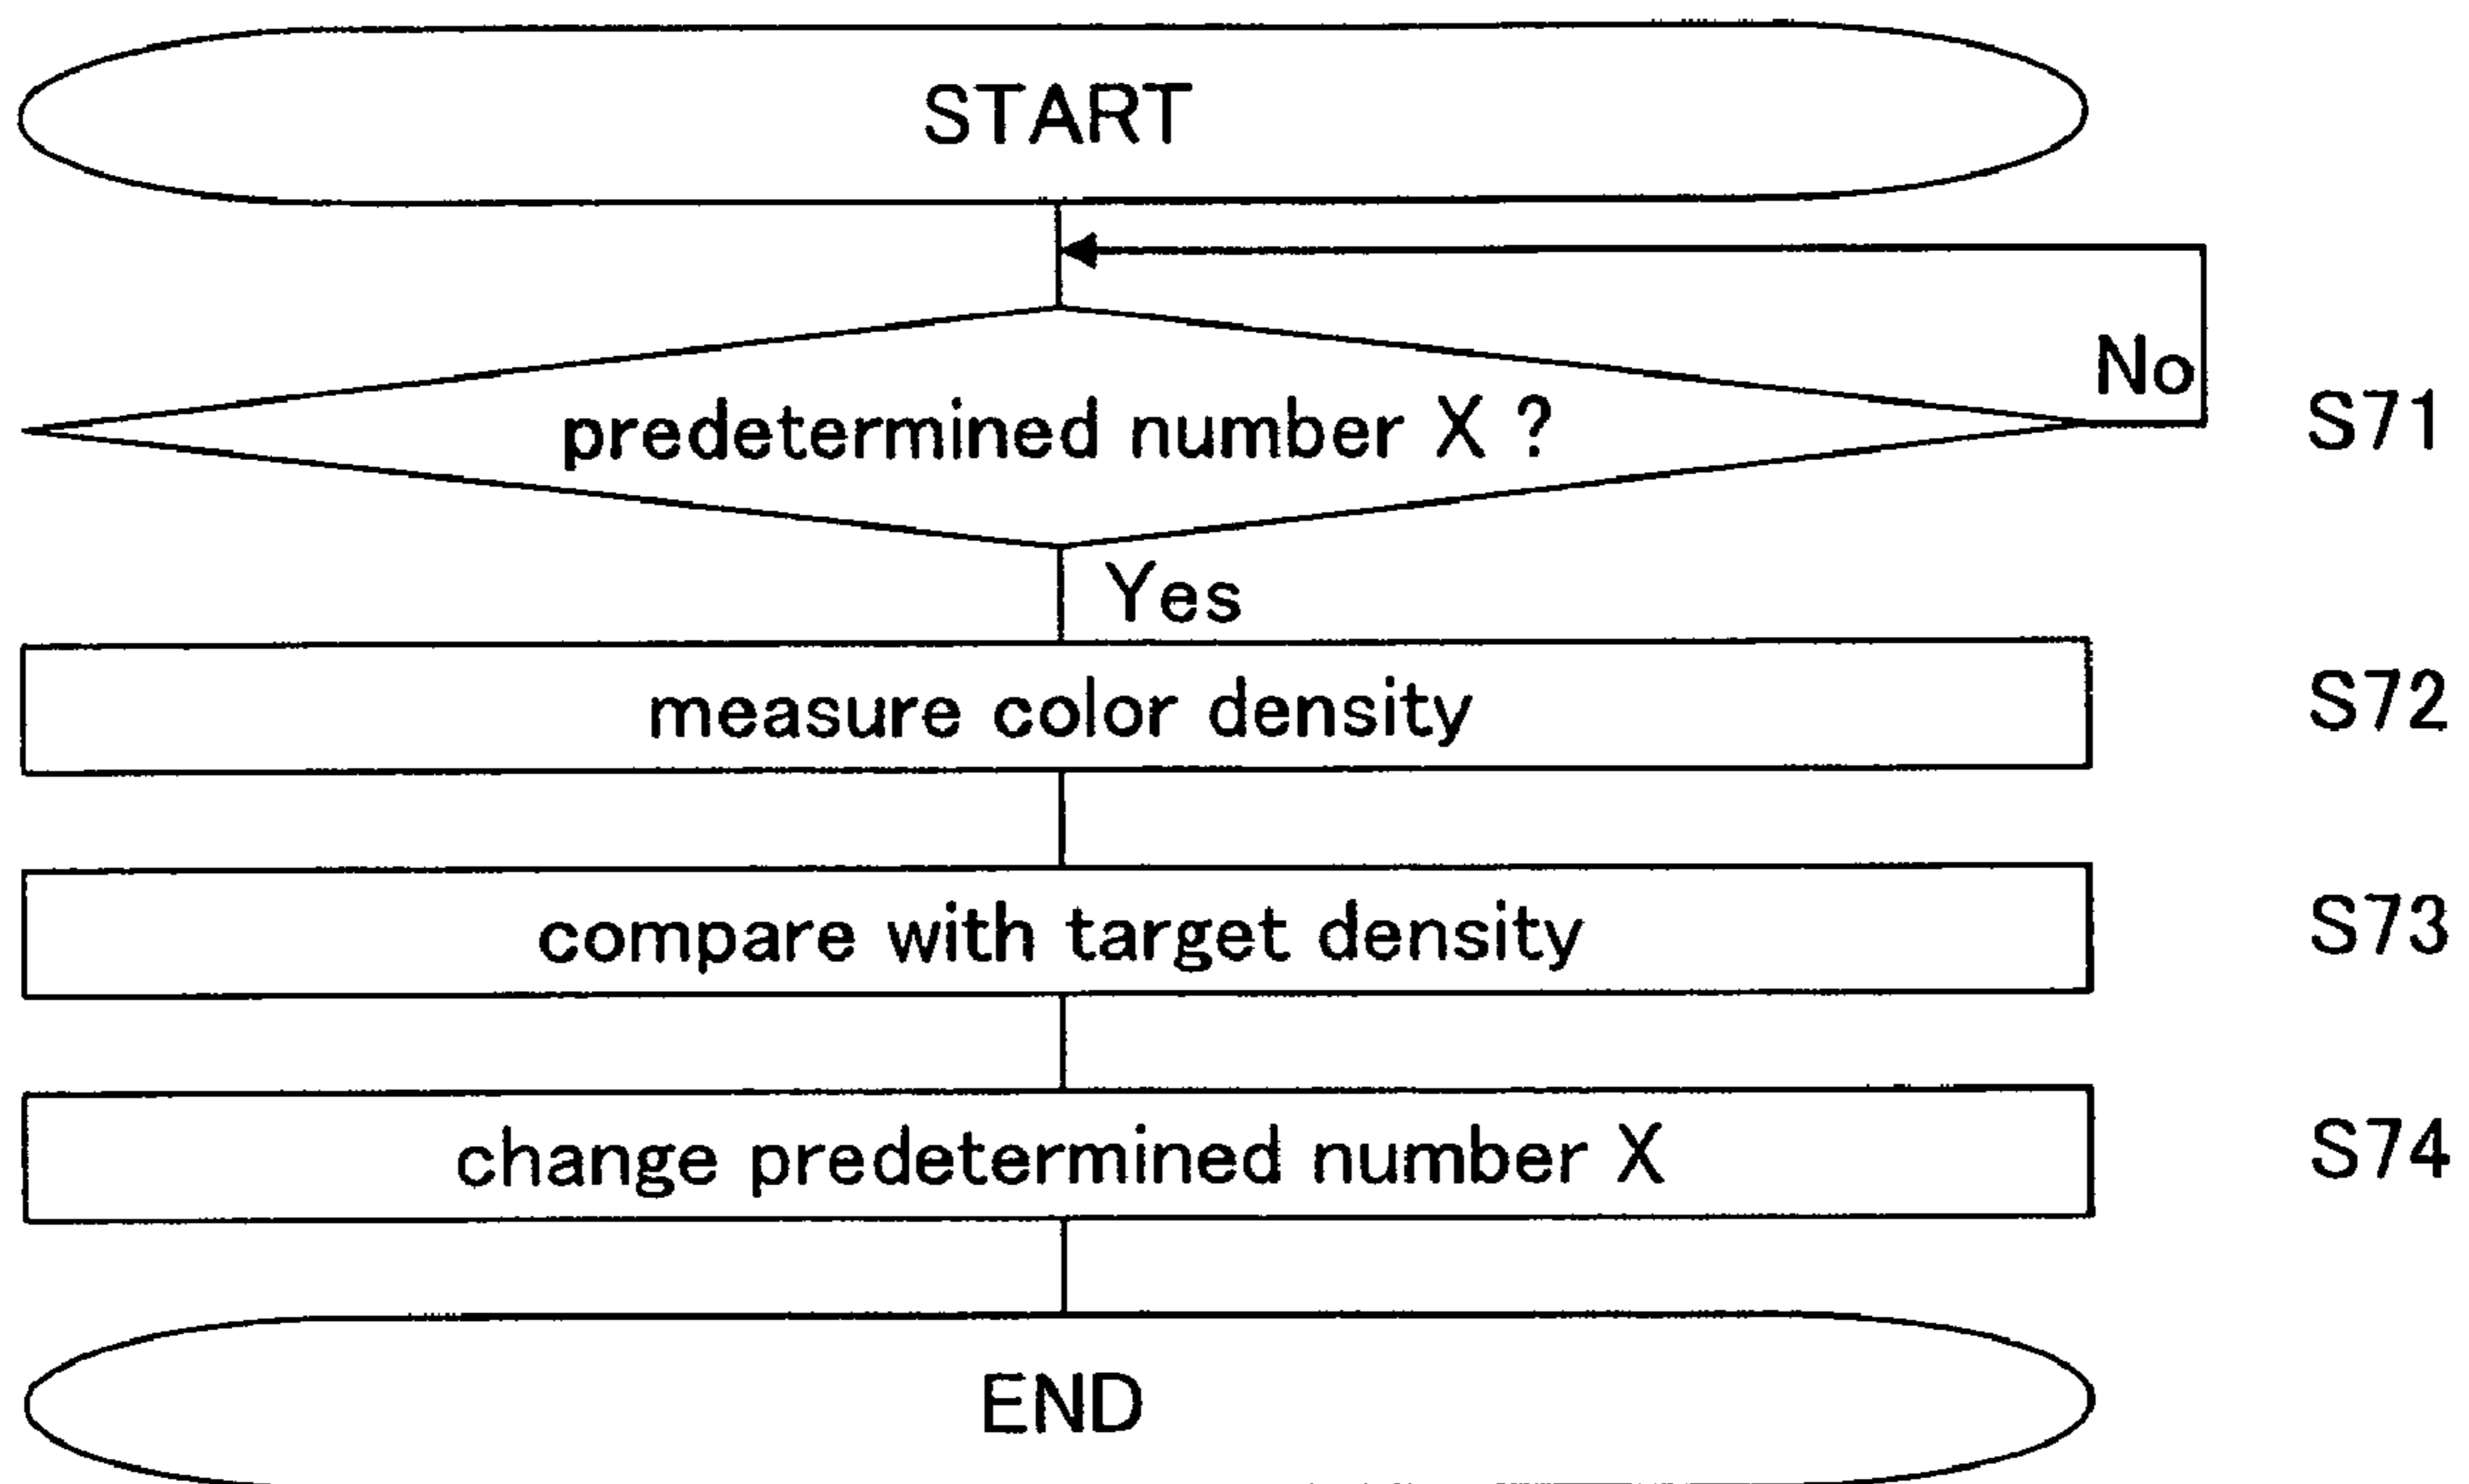 START
No
predetermined number X ?
S71
Yes
measure color density
S72
compare with target density
S73
change predetermined number X
S74
END